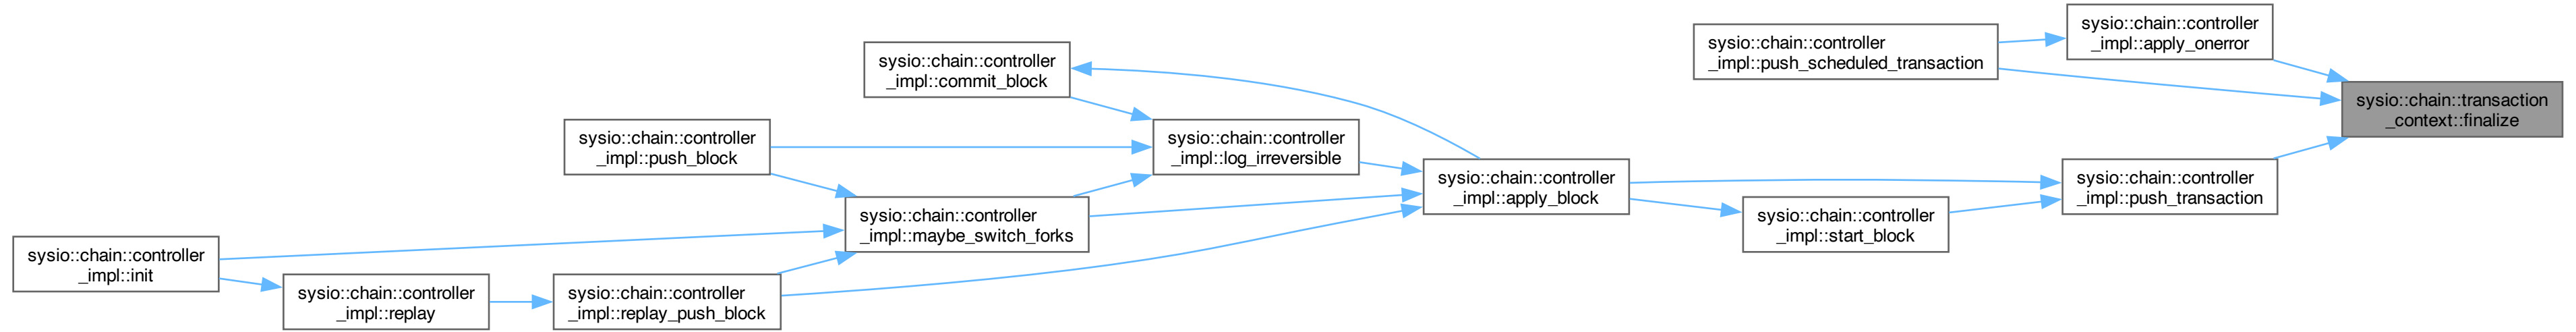 sysio::chain::controller
_impl::init
sysio::chain::controller
_impl::replay
sysio::chain::controller
_impl::push_block
sysio::chain::controller
_impl::replay_push_block
sysio::chain::controller
_impl::maybe_switch_forks
sysio::chain::controller
_impl::commit_block
sysio::chain::controller
_impl::log_irreversible
sysio::chain::controller
_impl::apply_block
sysio::chain::controller
_impl::push_scheduled_transaction
sysio::chain::controller
_impl::start_block
sysio::chain::controller
_impl::apply_onerror
sysio::chain::controller
_impl::push_transaction
sysio::chain::transaction
_context::finalize